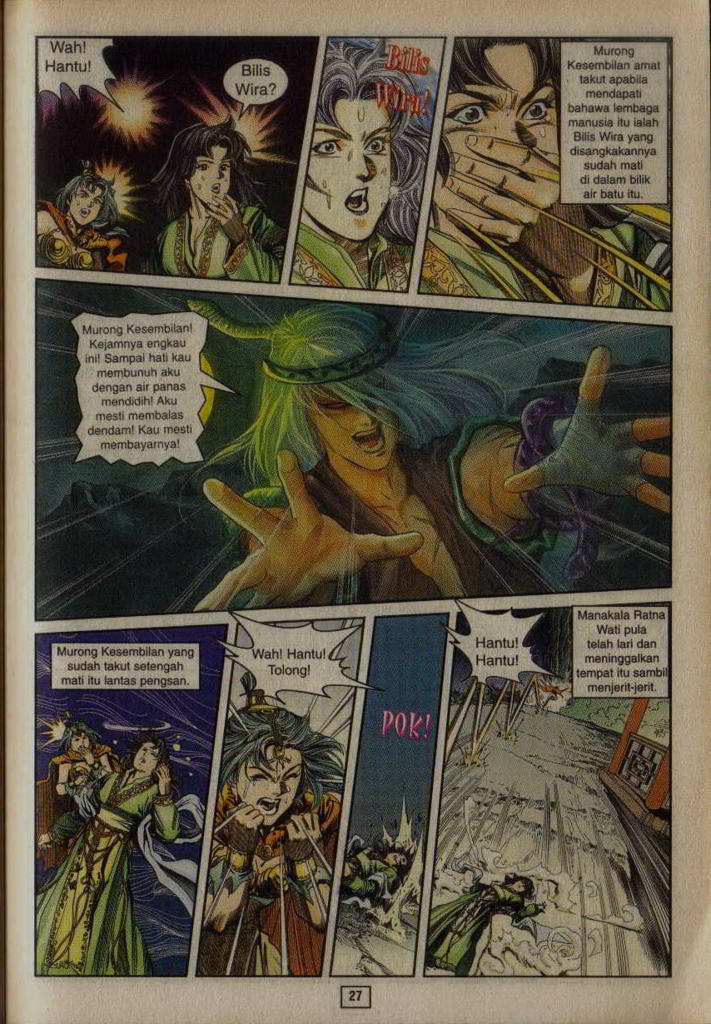 Wah!
Hantu!
Bilis
Wira?
Bilis
Wira!
Murong
Kesembilan amat
takut apabila
mendapati
bahawa lembaga
manusia itu ialah
Bilis Wira yang
disangkakannya
sudah mati
di dalam bilik
air batu itu.
Murong Kesembilan!
Kejamnya engkau
ini! Sampai hati kau
membunuh aku
dengan air panas
mendidih! Aku
mesti membalas
dendam! Kau mesti
membayarnya!
Murong Kesembilan yang
sudah takut setengah
mati itu lantas pengsan.
Wah! Hantu!
Tolong!
POK!
Hantu!
Hantu!
Manakala Ratna
Wati pula
telah lari dan
meninggalkan
tempat itu sambil
menjerit-jerit.
27